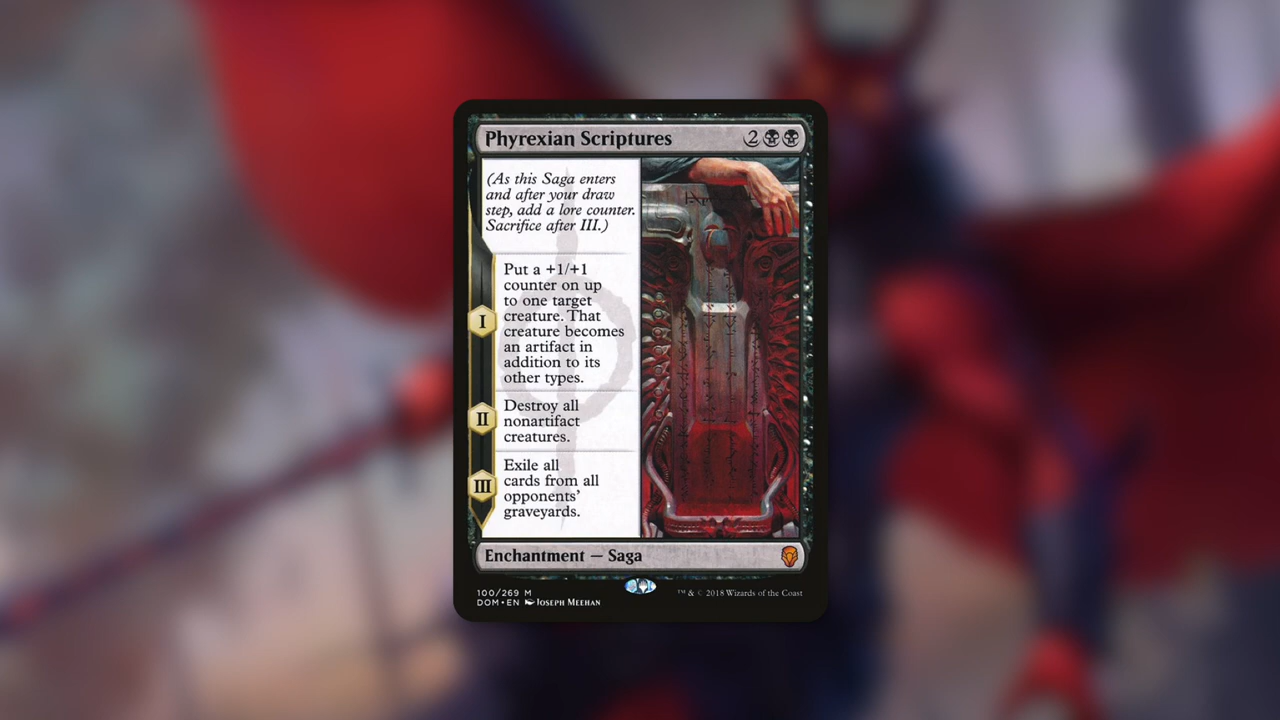 Phyrexian Scriptures 2
(As this Saga enters
and after your draw
step, add a lore counter.
Sacrifice after III.)
I
Put a +1/+1
counter on up
to one target
creature. That
creature becomes
an artifact in
addition to its
other types.
II
Destroy all
nonartifact
creatures.
III
Exile all
cards from all
opponents'
graveyards.
Enchantment — Saga
100/269 M
DOM • EN Joseph Meehan
™ & © 2018 Wizards of the Coast